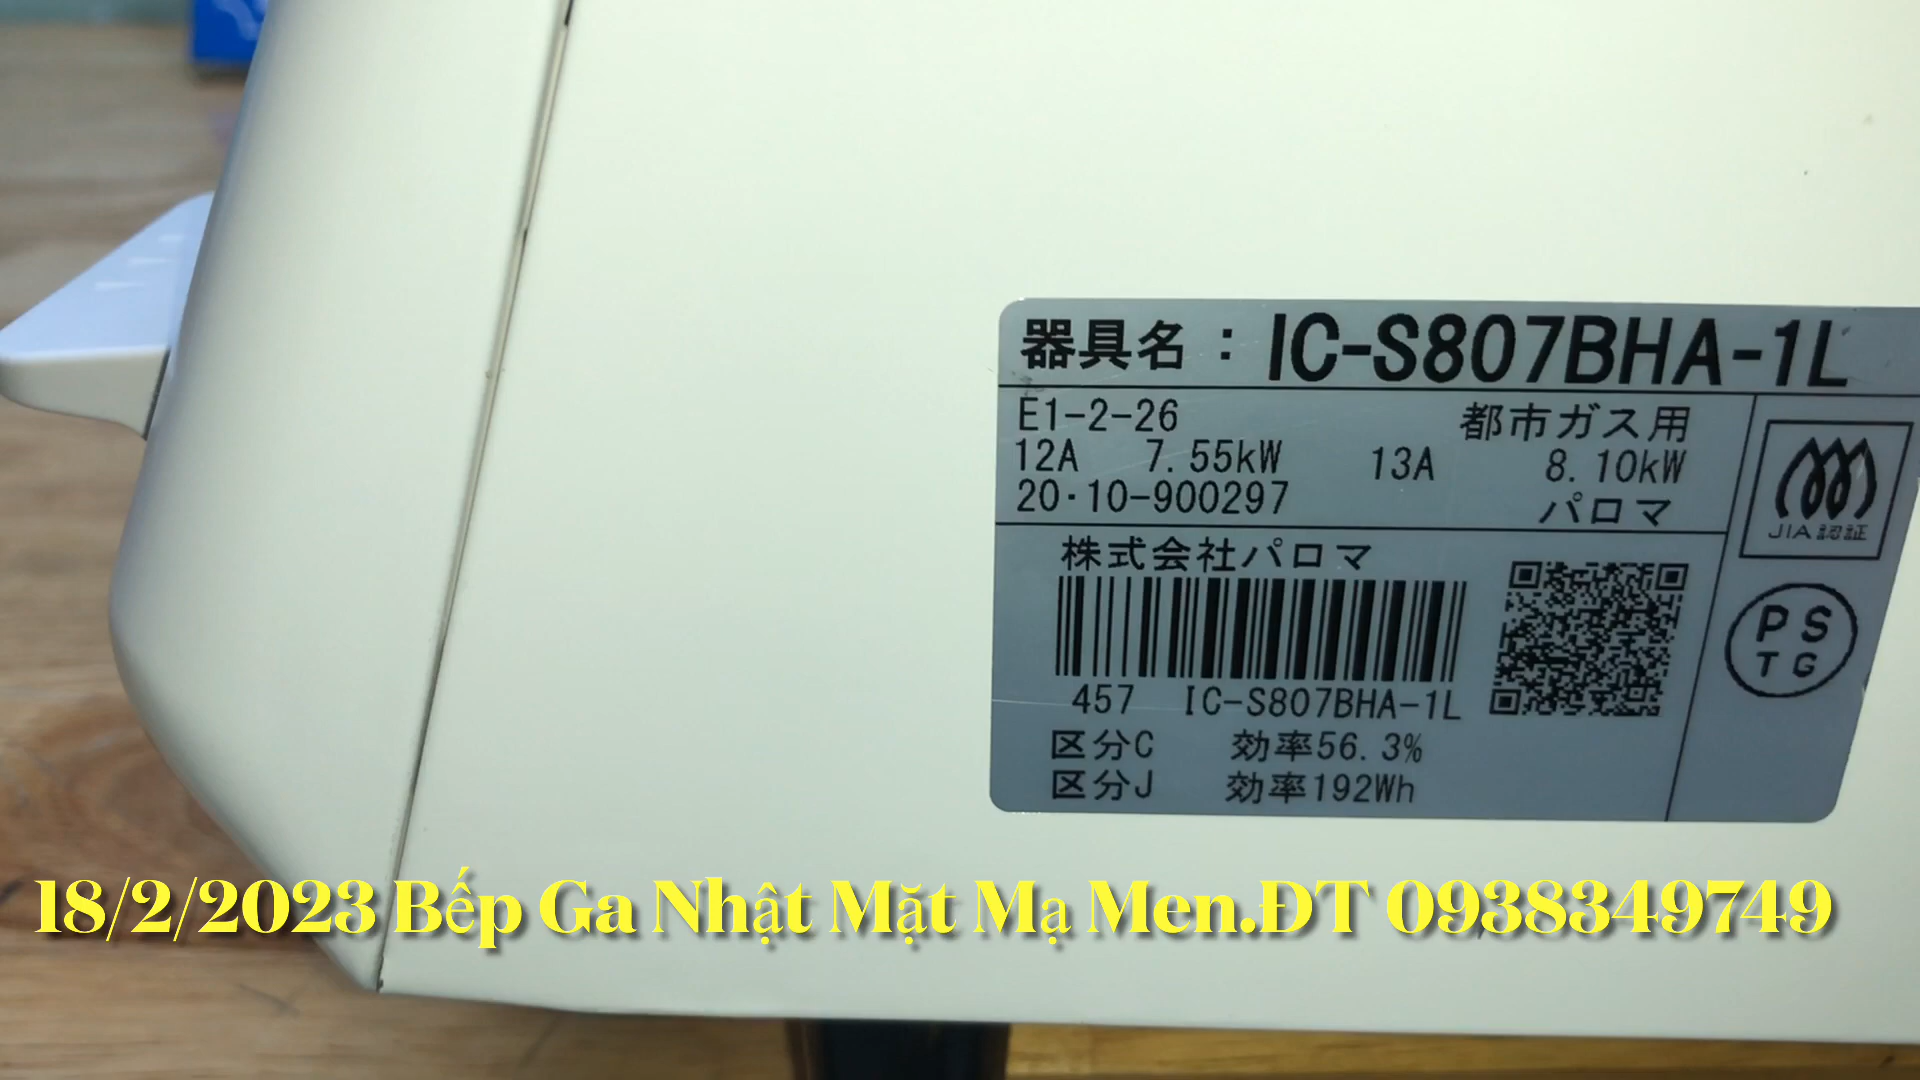 器具名：IC-S807BHA-1L
E1-2-26 都市ガス用
12A 7.55kW 13A 8.10kW
20·10-900297 パロマ
JIA認証
株式会社パロマ
PS
TG
457 IC-S807BHA-1L
区分C 効率56.3%
区分J 効率192Wh
18/2/2023 Bếp Ga Nhật Mặt Mạ Men.ĐT 0938349749